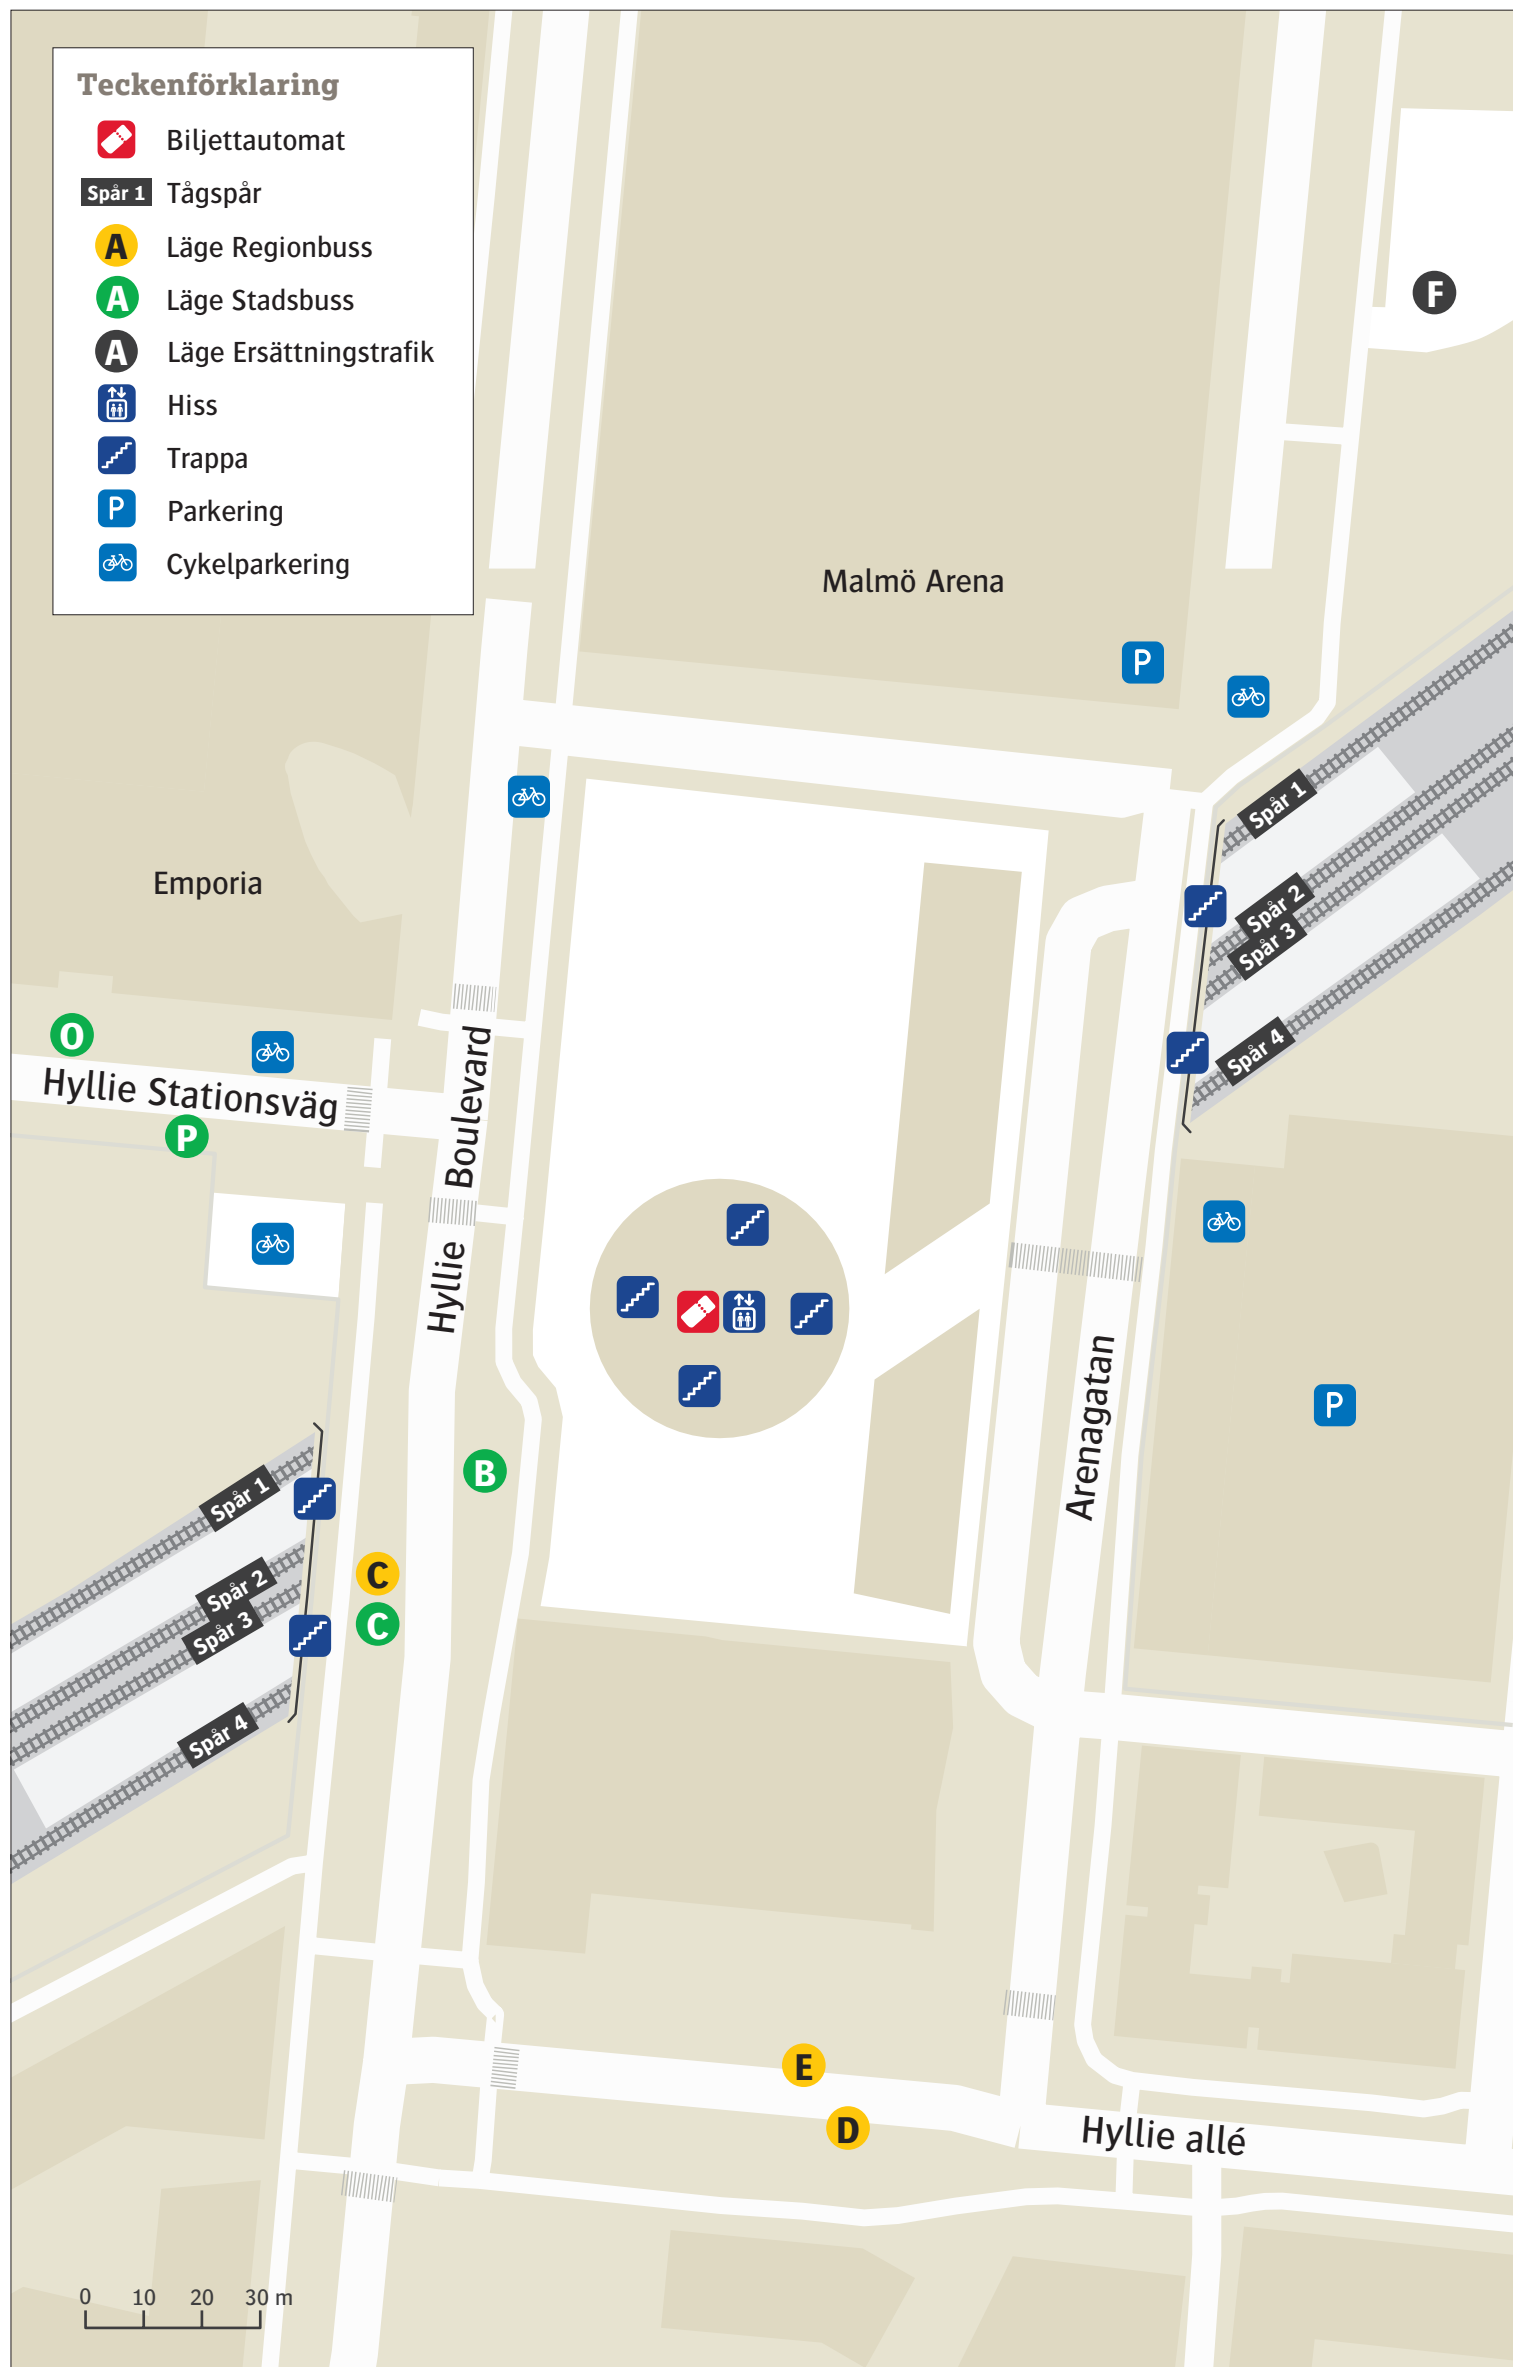 Teckenförklaring
Biljettautomat
Spår 1 Tågspår
A Läge Regionbuss
A Läge Stadsbuss
A Läge Ersättningstrafik
Hiss
Trappa
P Parkering
Cykelparkering
F
Malmö Arena
P
Spår 1
Emporia
Spår 2
Spår 3
O
Spår 4
Hyllie Stationsväg
P
Hyllie Boulevard
Arenagatan
P
B
Spår 1
C
Spår 2
C
Spår 3
Spår 4
E
D
Hyllie allé
0 10 20 30 m